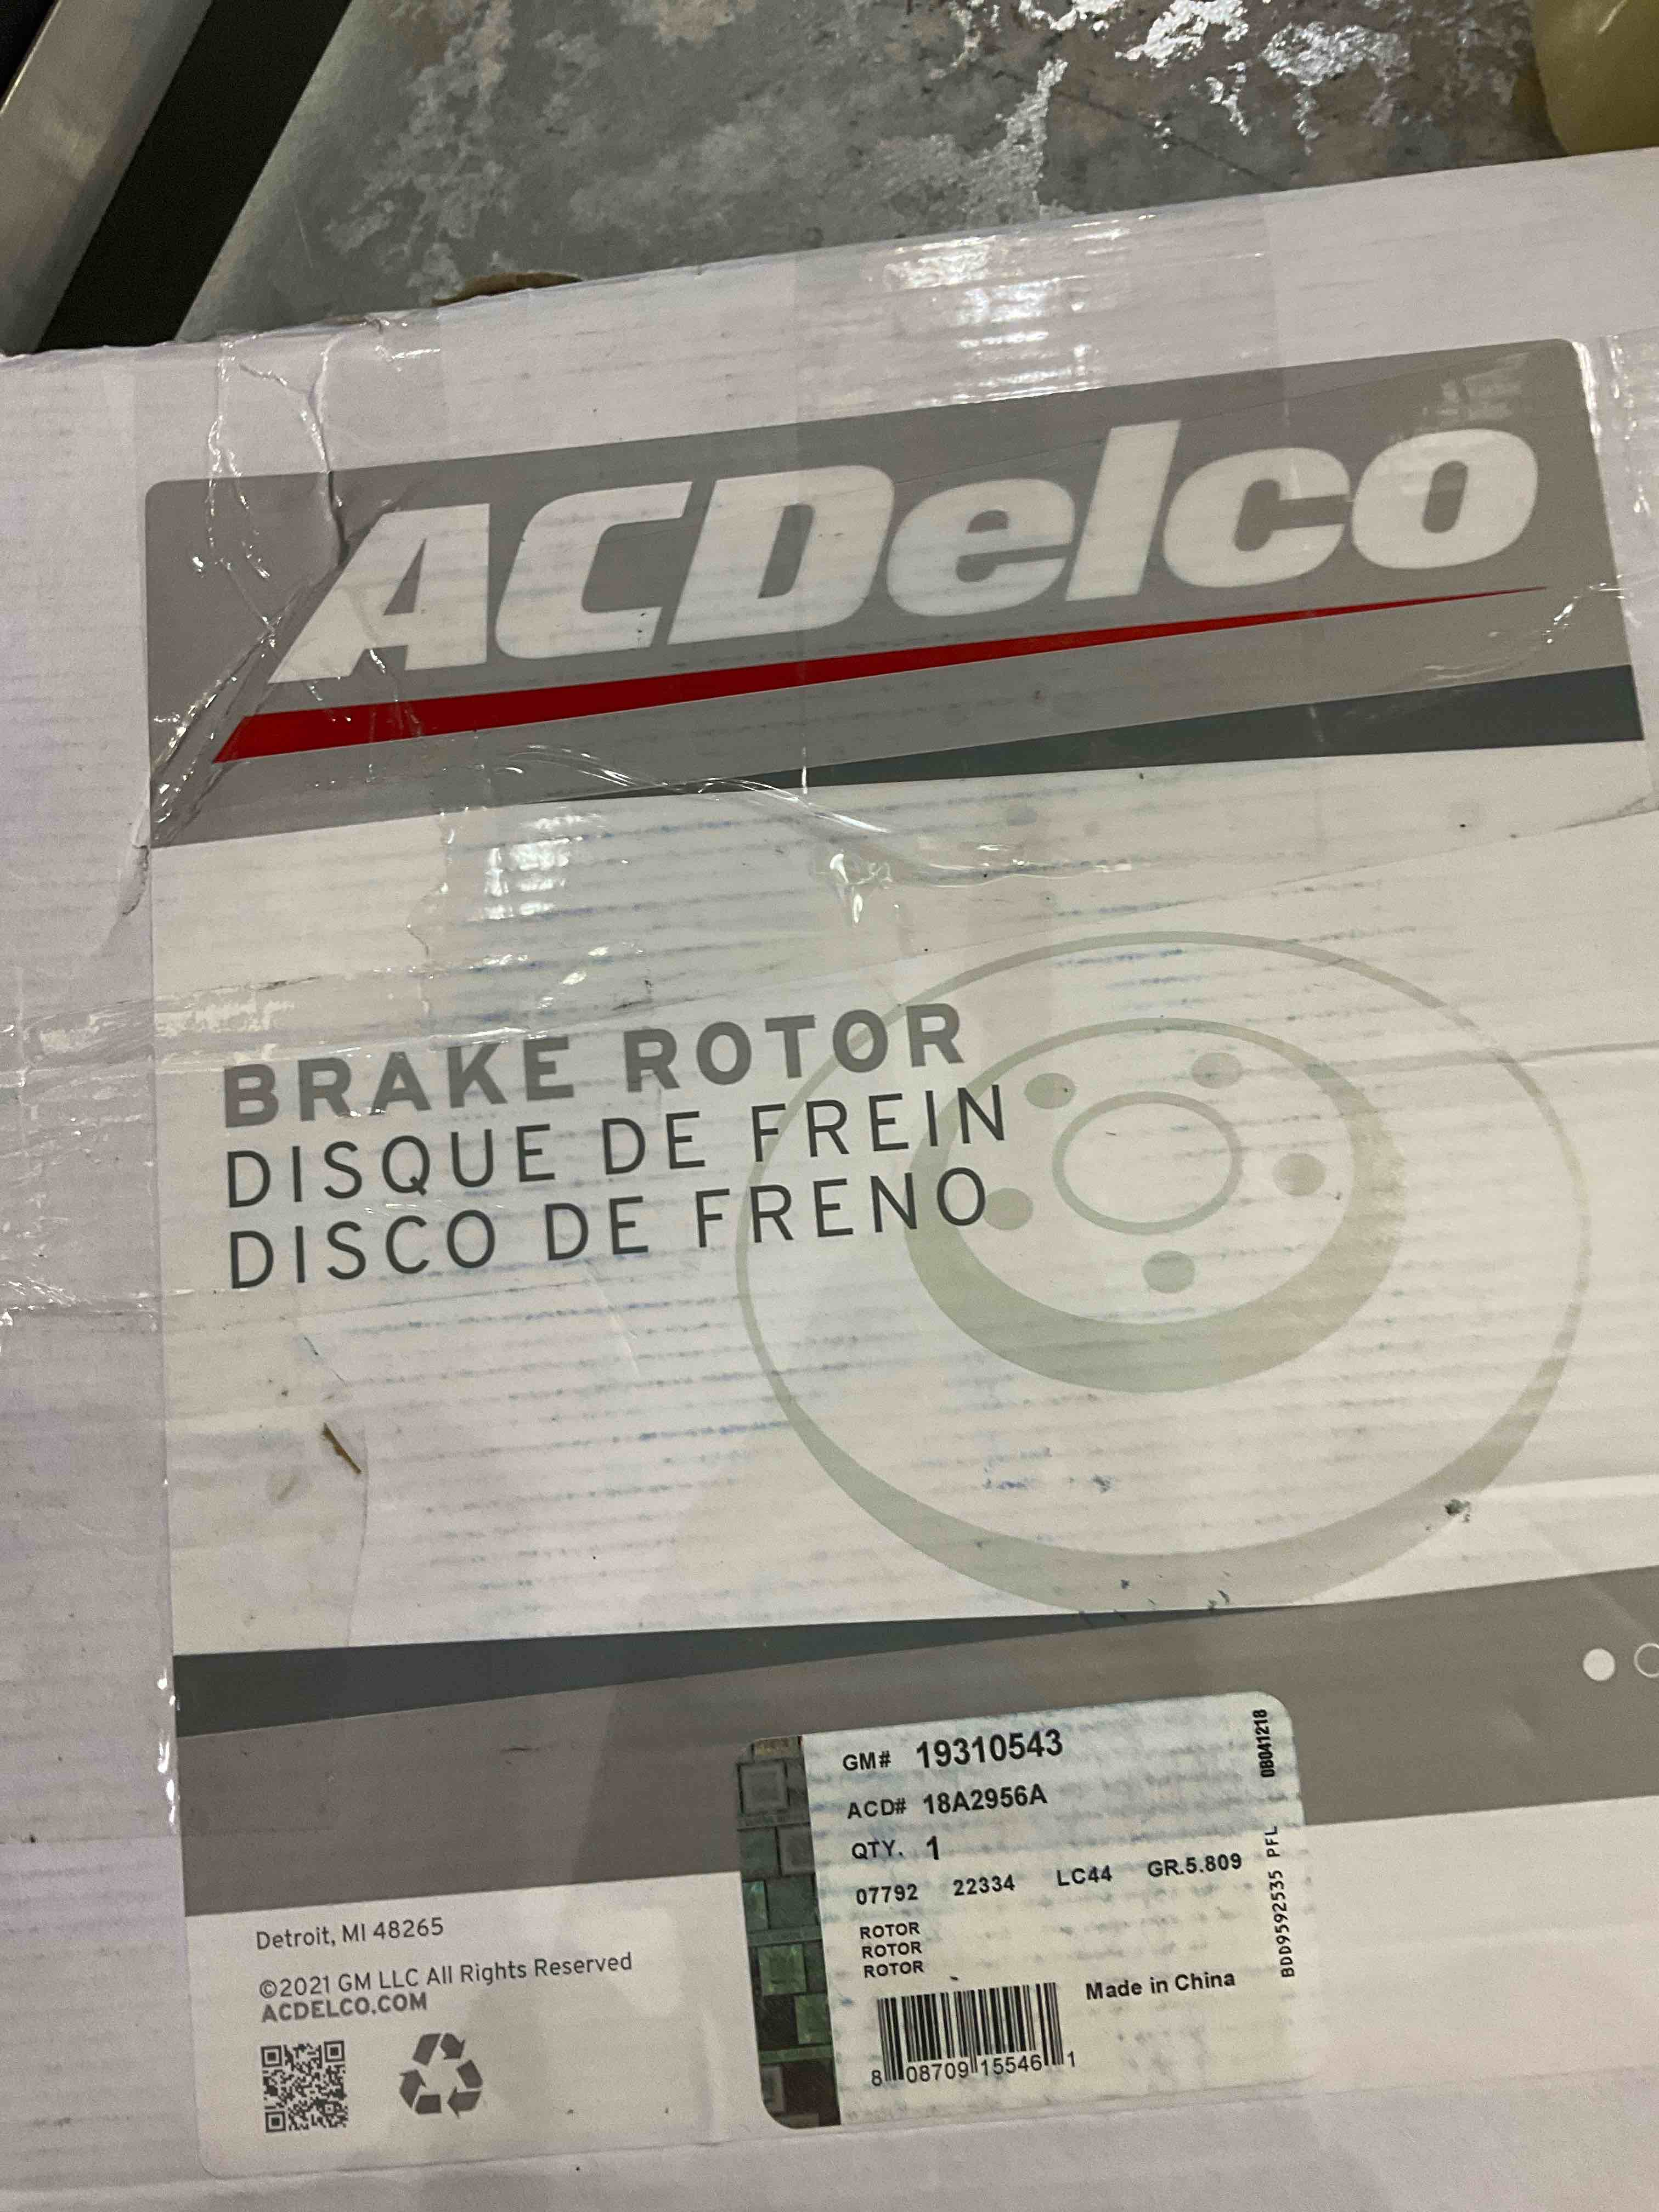 ACDelco
BRAKE ROTOR
DISQUE DE FREIN
DISCO DE FRENO
GM# 19310543
ACD# 18A2956A
QTY. 1
07792 22334 LC44 GR.5.809
ROTOR
ROTOR
ROTOR
Made in China
8 08709 15546 1
BDD9592535 PFL 0B041218
Detroit, MI 48265
©2021 GM LLC All Rights Reserved
ACDELCO.COM